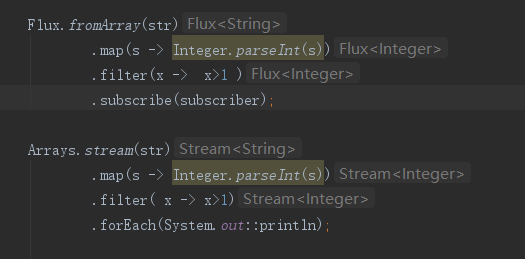 Flux.fromArray(str) Flux<String>
.map(s -> Integer.parseInt(s)) Flux<Integer>
.filter(x ->  x>1 ) Flux<Integer>
.subscribe(subscriber);
Arrays.stream(str) Stream<String>
.map(s -> Integer.parseInt(s)) Stream<Integer>
.filter( x -> x>1) Stream<Integer>
.forEach(System.out::println);